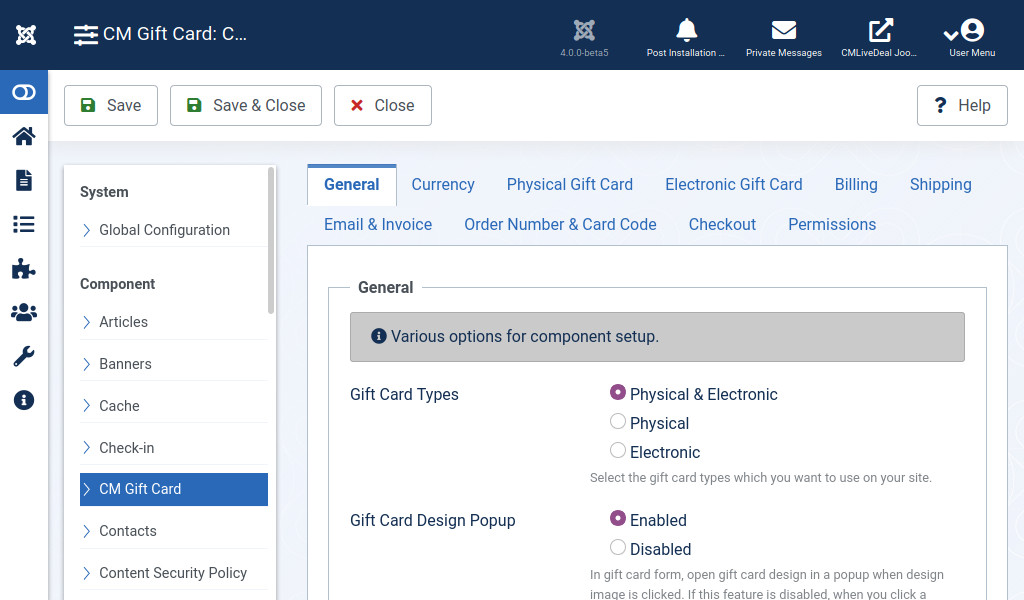 CM Gift Card: C...
4.0.0-beta5
Post Installation ...
Private Messages
CMLiveDeal Joo...
User Menu
Save
Save & Close
Close
? Help
System
Global Configuration
Component
Articles
Banners
Cache
Check-in
CM Gift Card
Contacts
Content Security Policy
General
Currency
Physical Gift Card
Electronic Gift Card
Billing
Shipping
Email & Invoice
Order Number & Card Code
Checkout
Permissions
General
Various options for component setup.
Gift Card Types
Physical & Electronic
Physical
Electronic
Select the gift card types which you want to use on your site.
Gift Card Design Popup
Enabled
Disabled
In gift card form, open gift card design in a popup when design
image is clicked. If this feature is disabled, when you click a